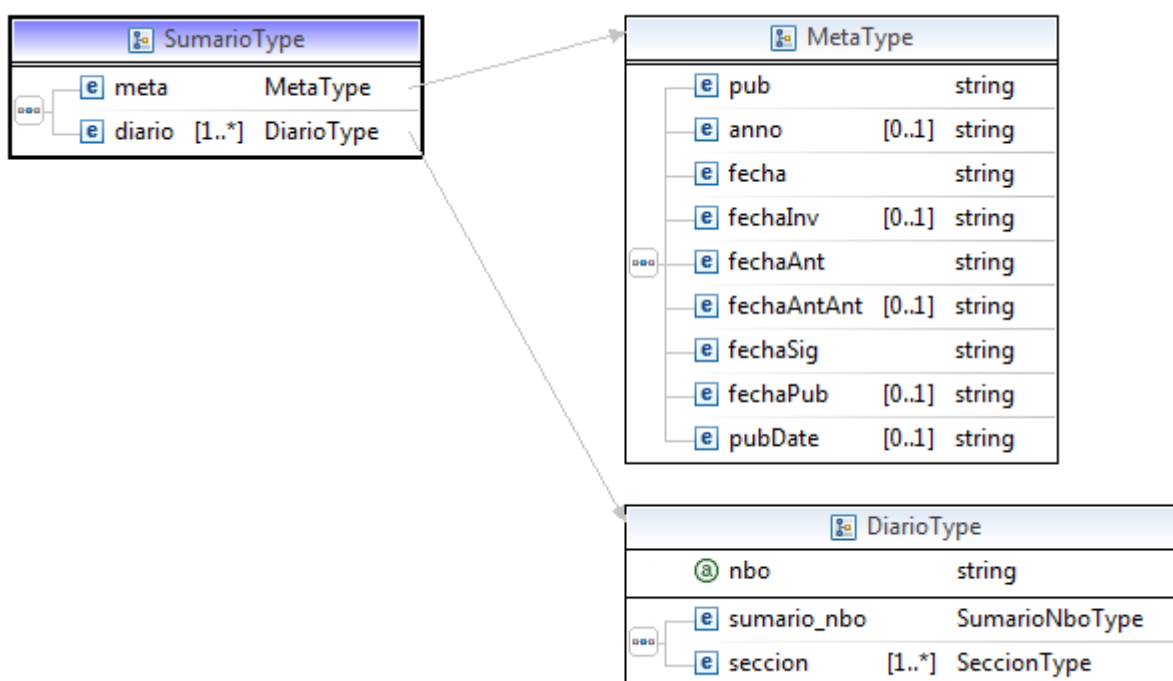 SumarioType
e meta MetaType
e diario [1..*] DiarioType
MetaType
e pub string
e anno [0..1] string
e fecha string
e fechaInv [0..1] string
e fechaAnt string
e fechaAntAnt [0..1] string
e fechaSig string
e fechaPub [0..1] string
e pubDate [0..1] string
DiarioType
a nbo string
e sumario_nbo SumarioNboType
e seccion [1..*] SeccionType